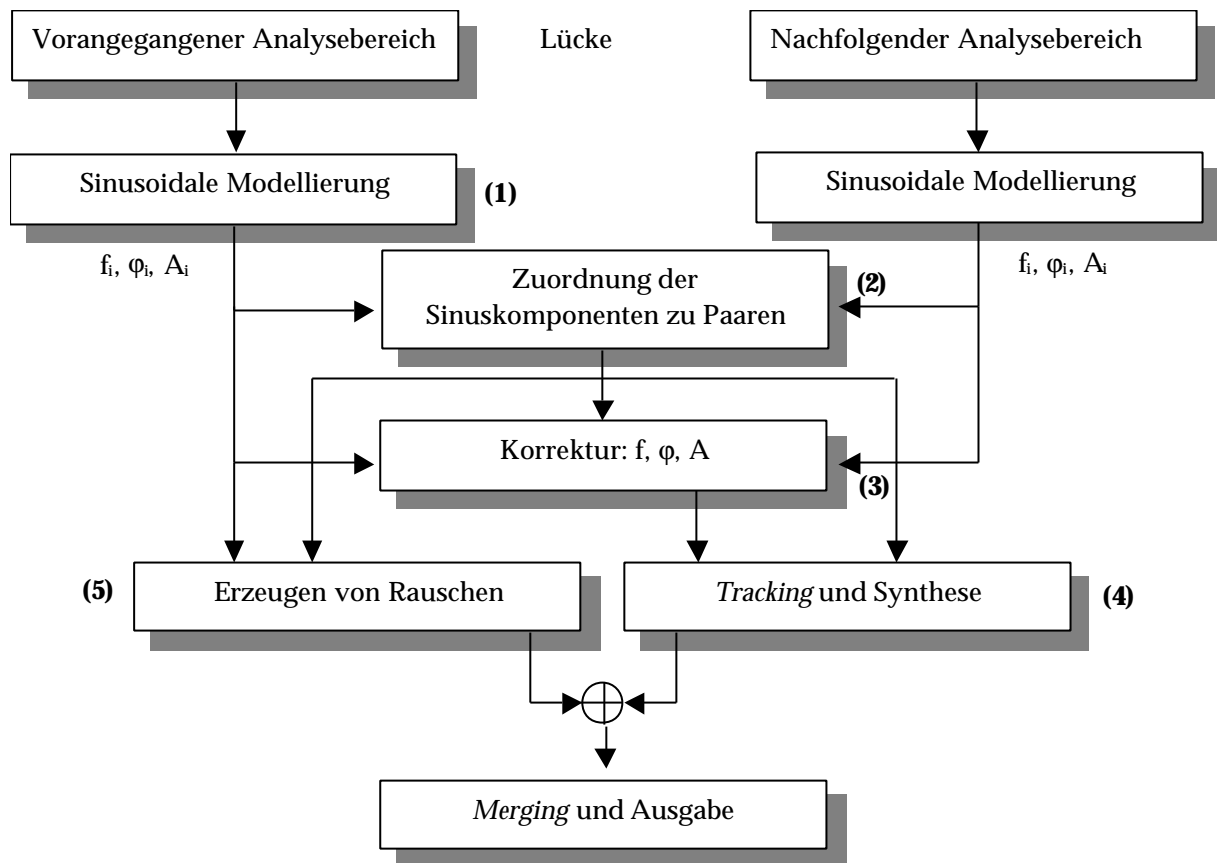 Vorangegangener Analysebereich
Lücke
Nachfolgender Analysebereich
Sinusoidale Modellierung
(1)
Sinusoidale Modellierung
fᵢ, φᵢ, Aᵢ
fᵢ, φᵢ, Aᵢ
Zuordnung der
Sinuskomponenten zu Paaren
(2)
Korrektur: f, φ, A
(3)
(5)
Erzeugen von Rauschen
Tracking und Synthese
(4)
Merging und Ausgabe